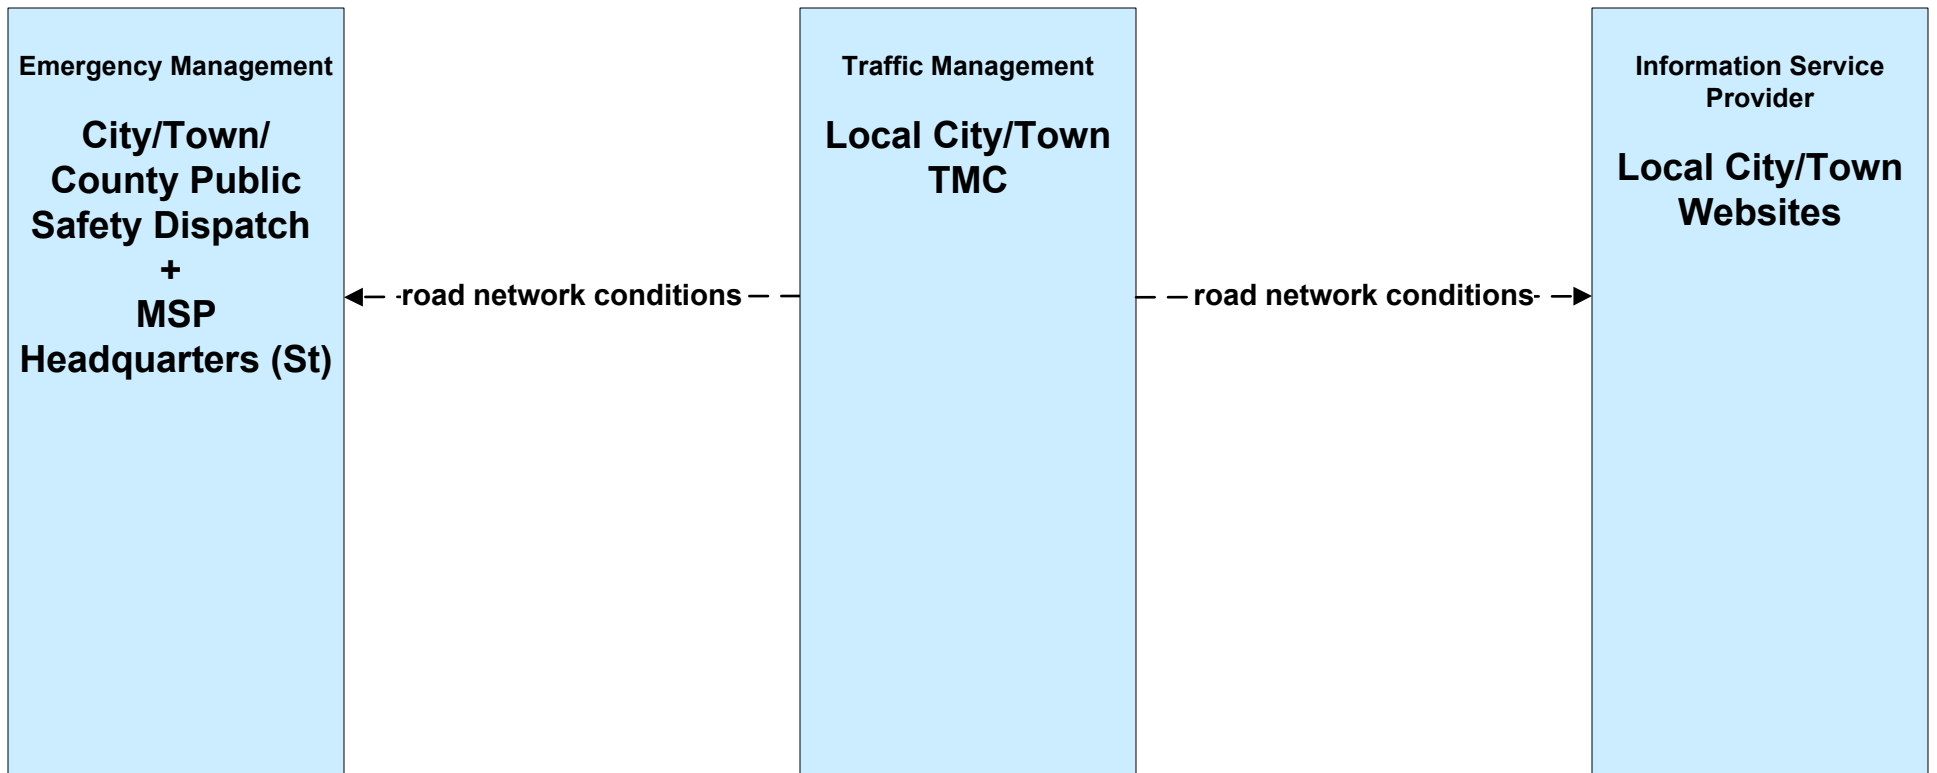 Emergency Management
City/Town/
County Public
Safety Dispatch
+
MSP
Headquarters (St)
road network conditions
Traffic Management
Local City/Town
TMC
road network conditions
Information Service
Provider
Local City/Town
Websites